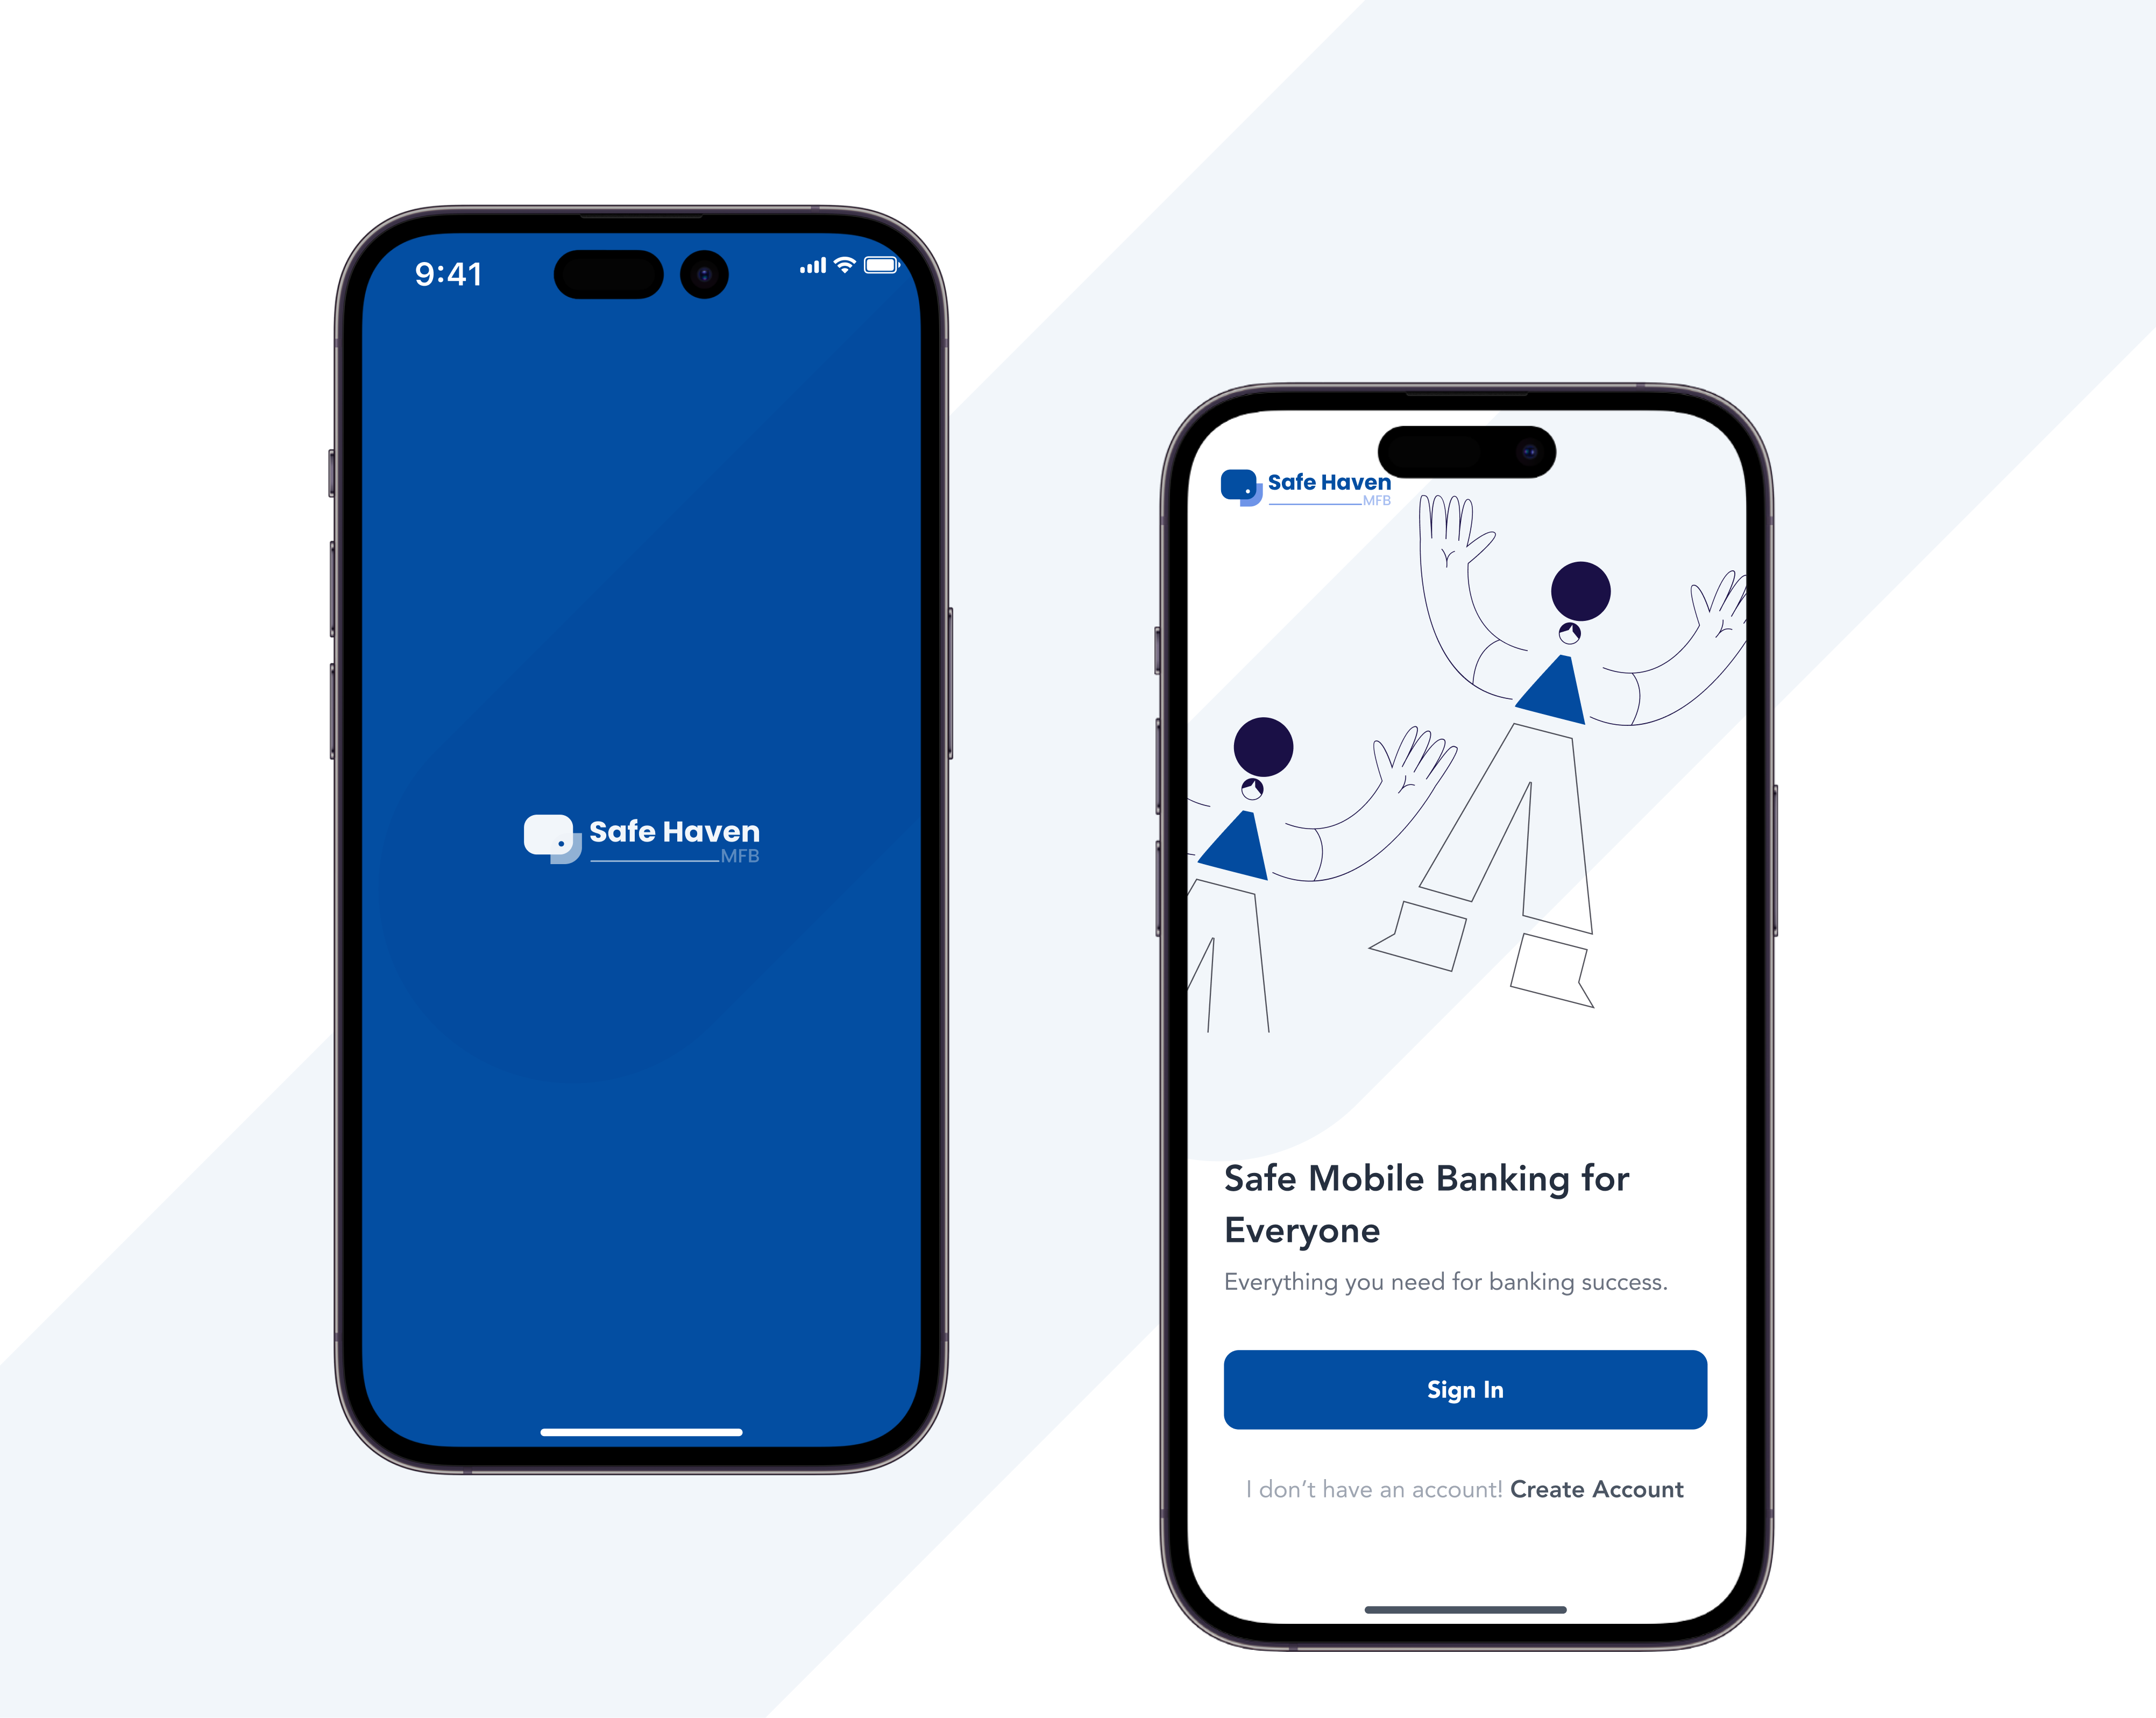 9:41
Safe Haven
MFB
Safe Haven
MFB
Safe Mobile Banking for
Everyone
Everything you need for banking success.
Sign In
I don’t have an account! Create Account